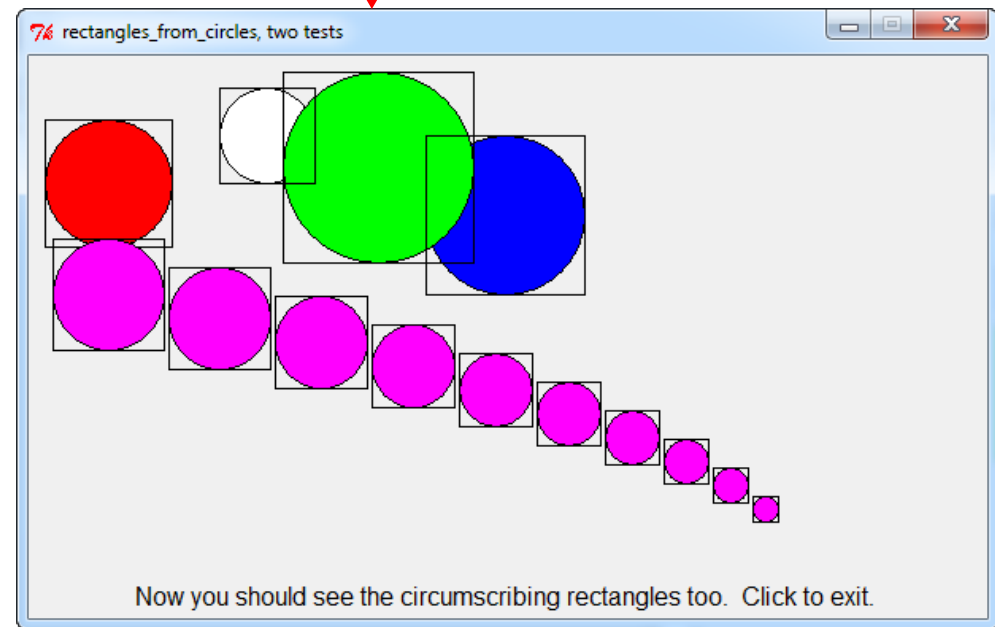 rectangles_from_circles, two tests
Now you should see the circumscribing rectangles too.  Click to exit.